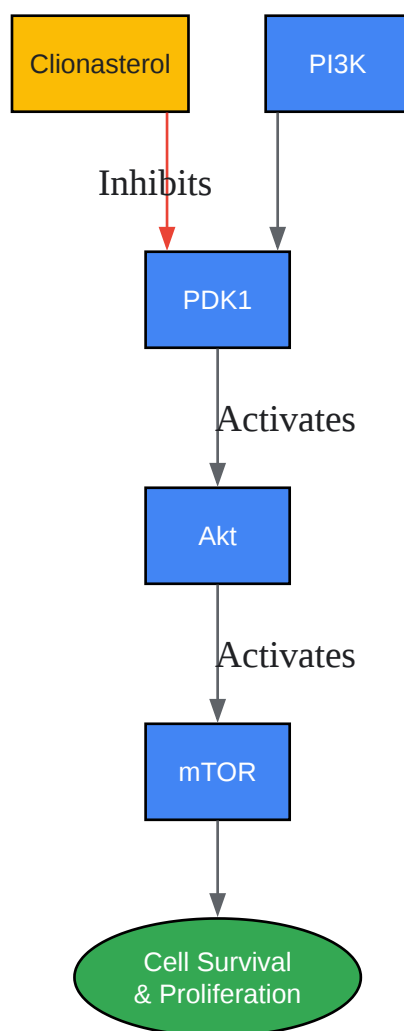 Clionasterol
PI3K
Inhibits
PDK1
Activates
Akt
Activates
mTOR
Cell Survival
& Proliferation